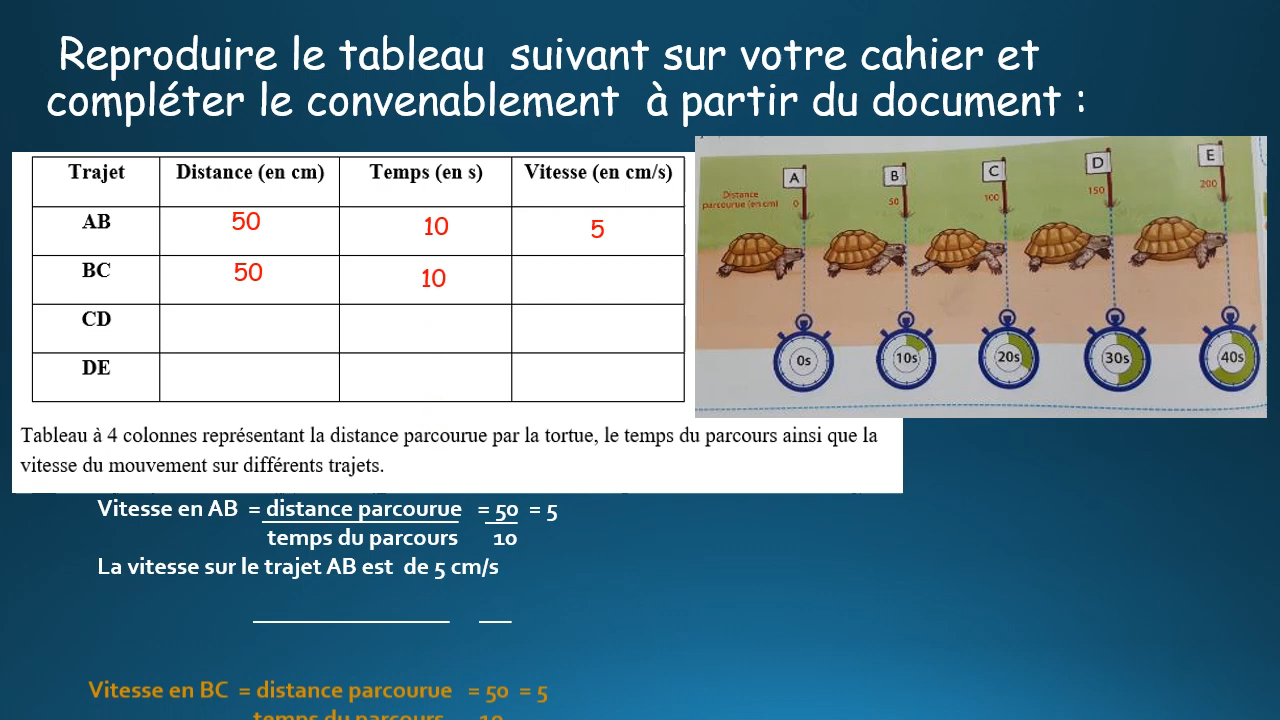 Reproduire le tableau suivant sur votre cahier et
compléter le convenablement à partir du document :
Trajet Distance (en cm) Temps (en s) Vitesse (en cm/s)
AB 50 10 5
BC 50 10
CD
DE
A B C D E
Distance
parcourue (en cm) 0 50 100 150 200
0s 10s 20s 30s 40s
Tableau à 4 colonnes représentant la distance parcourue par la tortue, le temps du parcours ainsi que la
vitesse du mouvement sur différents trajets.
Vitesse en AB = distance parcourue = 50 = 5
temps du parcours 10
La vitesse sur le trajet AB est de 5 cm/s
Vitesse en BC = distance parcourue = 50 = 5
temps du parcours 10